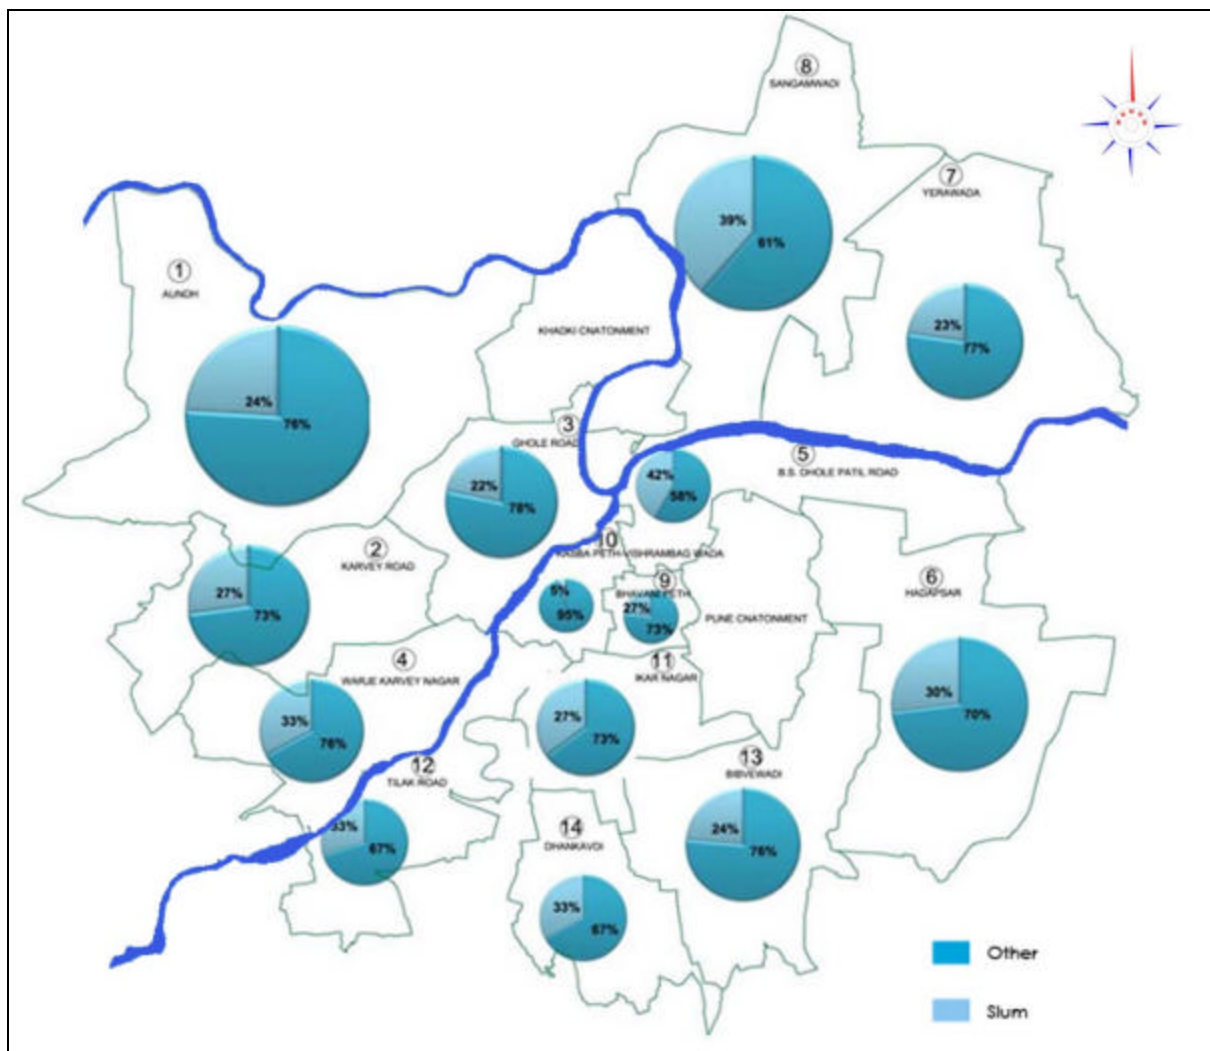 8
SANGAMWADI
7
YERAWADA
39%
61%
1
AUNDH
KHADKI CNATONMENT
23%
77%
24%
76%
3
GHOLE ROAD
5
B.S. DHOLE PATIL ROAD
42%
58%
22%
78%
10
KASBA PETH-VISHRAMBAG WADA
2
KARVEY ROAD
9
BHAVANI PETH
6
HADAPSAR
5%
95%
27%
73%
27%
73%
PUNE CNATONMENT
4
WARJE KARVEY NAGAR
11
IKAR NAGAR
30%
70%
33%
76%
27%
73%
12
TILAK ROAD
13
BIBVEWADI
33%
67%
14
DHANKAVDI
24%
76%
33%
67%
Other
Slum